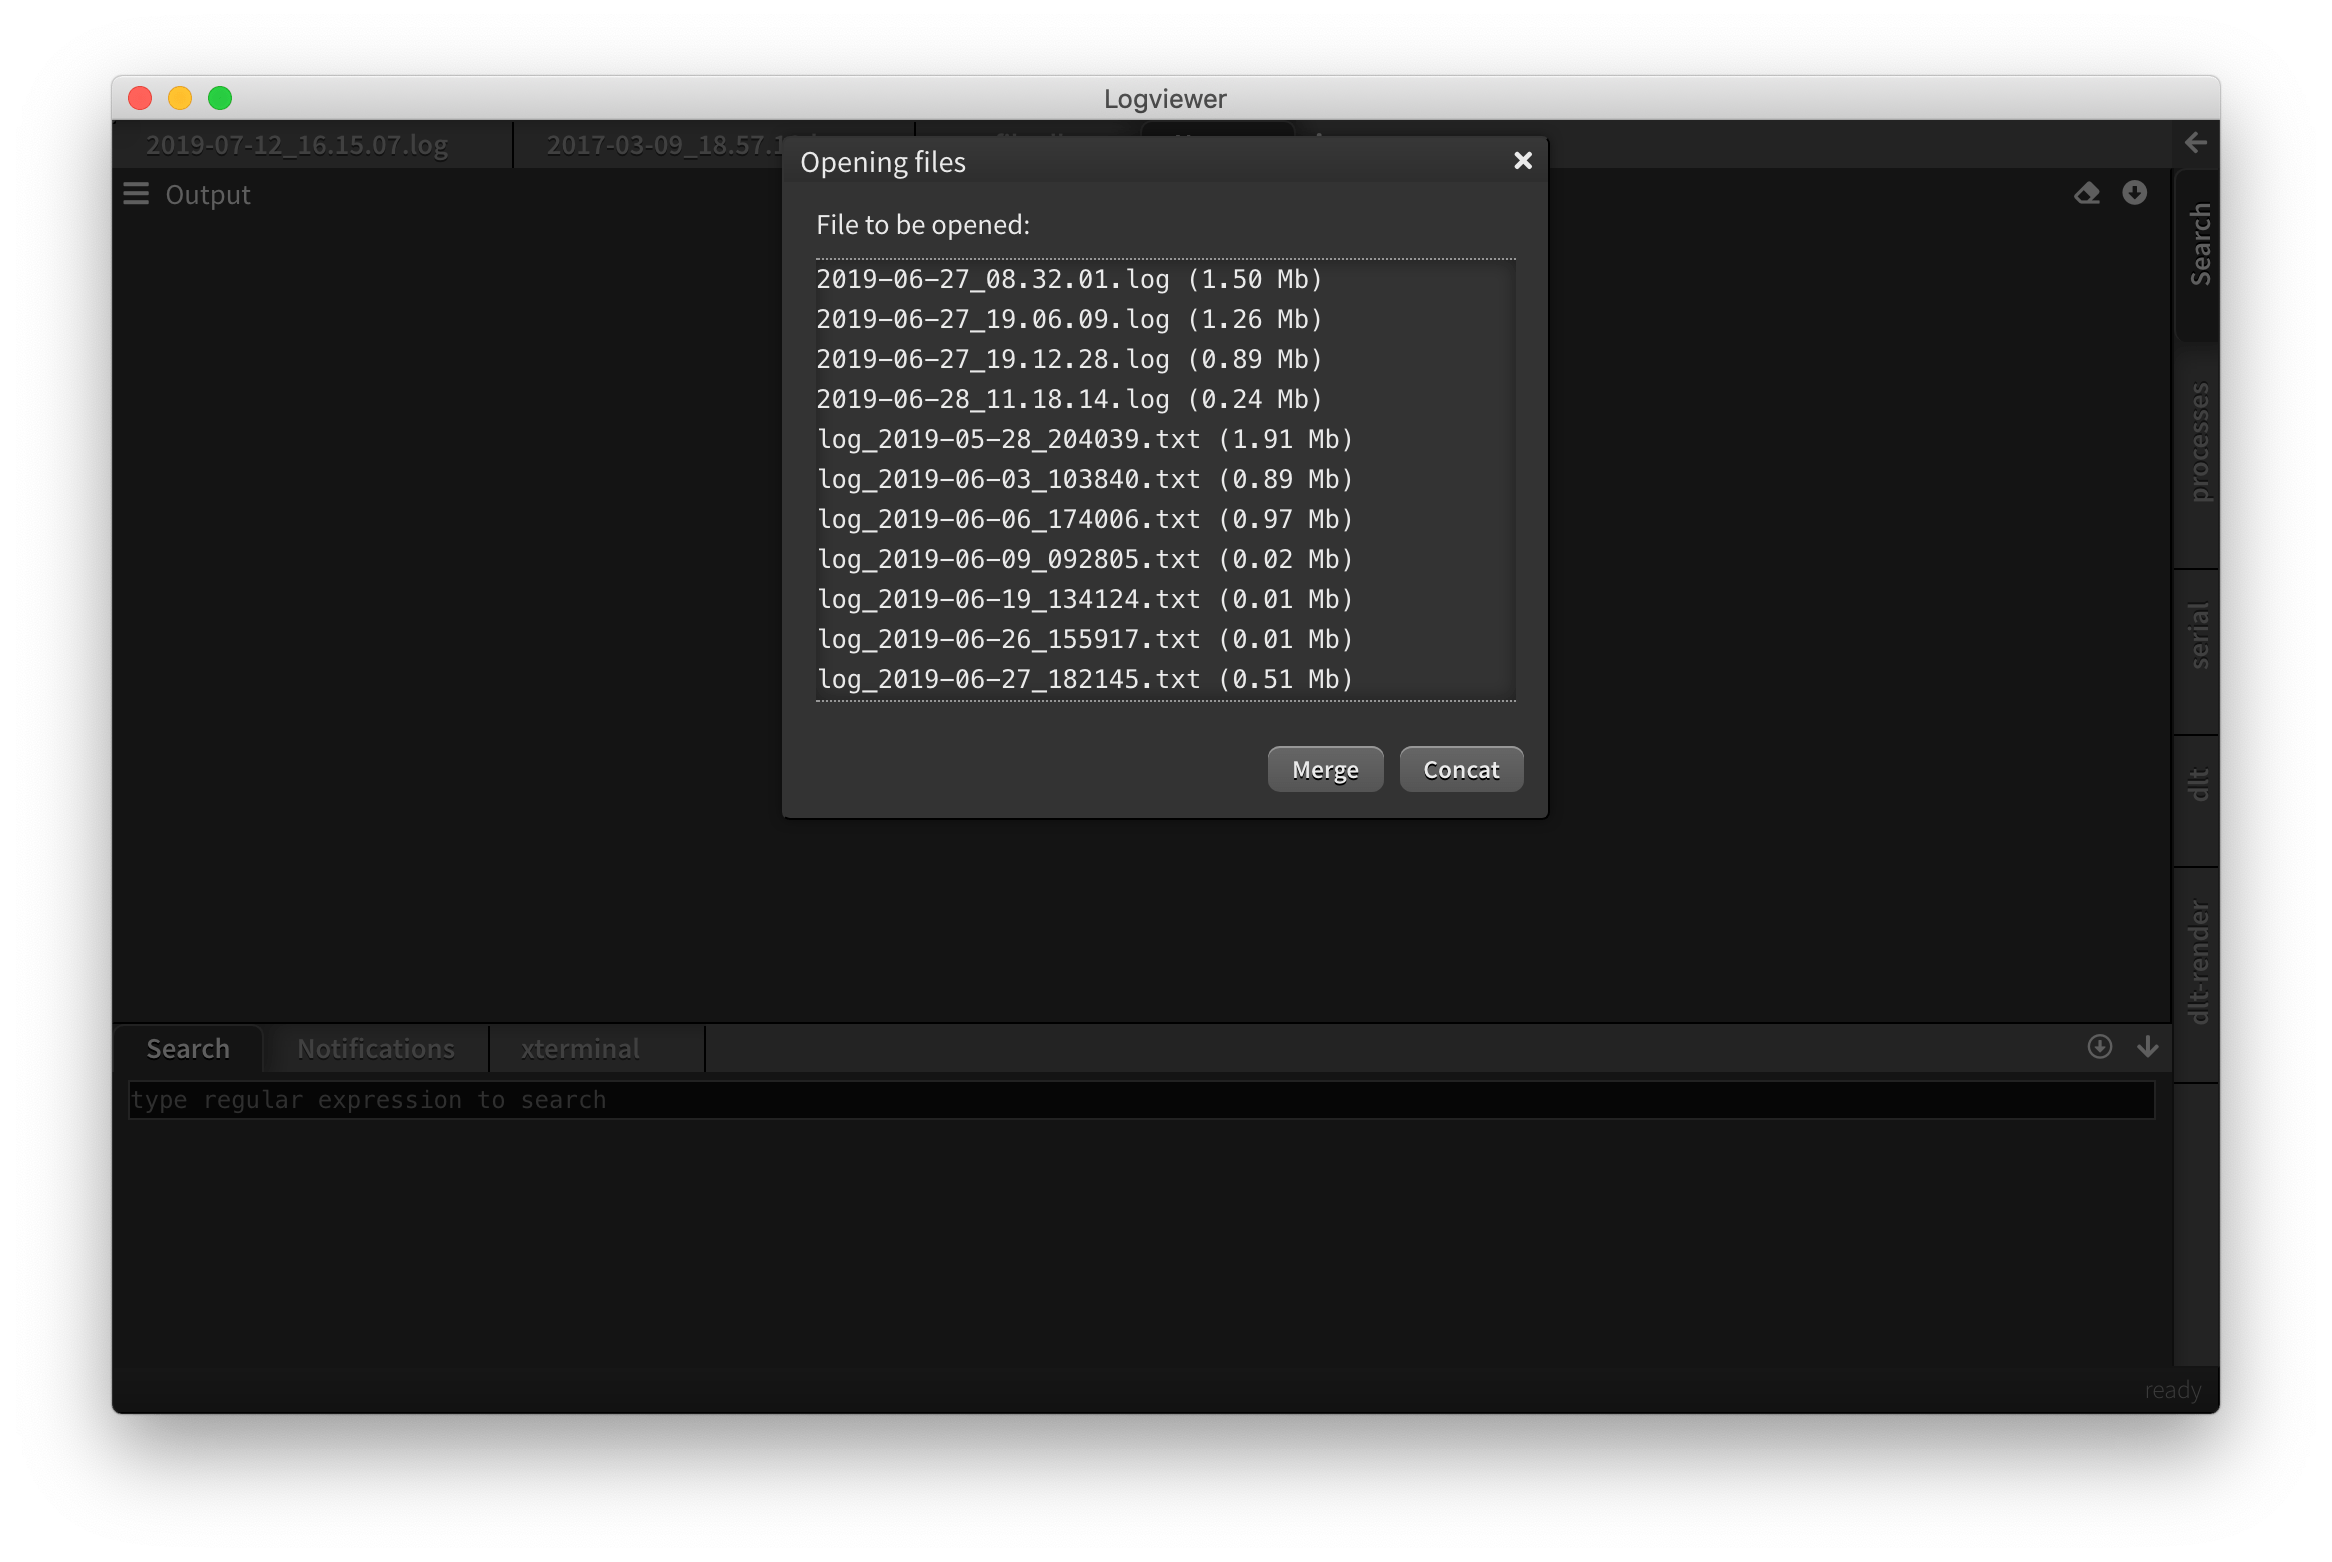 Logviewer
2019-07-12_16.15.07.log
2017-03-09_18.57.1
Opening files
Output
File to be opened:
2019-06-27_08.32.01.log (1.50 Mb)
2019-06-27_19.06.09.log (1.26 Mb)
2019-06-27_19.12.28.log (0.89 Mb)
2019-06-28_11.18.14.log (0.24 Mb)
log_2019-05-28_204039.txt (1.91 Mb)
log_2019-06-03_103840.txt (0.89 Mb)
log_2019-06-06_174006.txt (0.97 Mb)
log_2019-06-09_092805.txt (0.02 Mb)
log_2019-06-19_134124.txt (0.01 Mb)
log_2019-06-26_155917.txt (0.01 Mb)
log_2019-06-27_182145.txt (0.51 Mb)
Merge Concat
Search
processes
serial
dlt
dlt-render
Search Notifications xterminal
type regular expression to search
ready